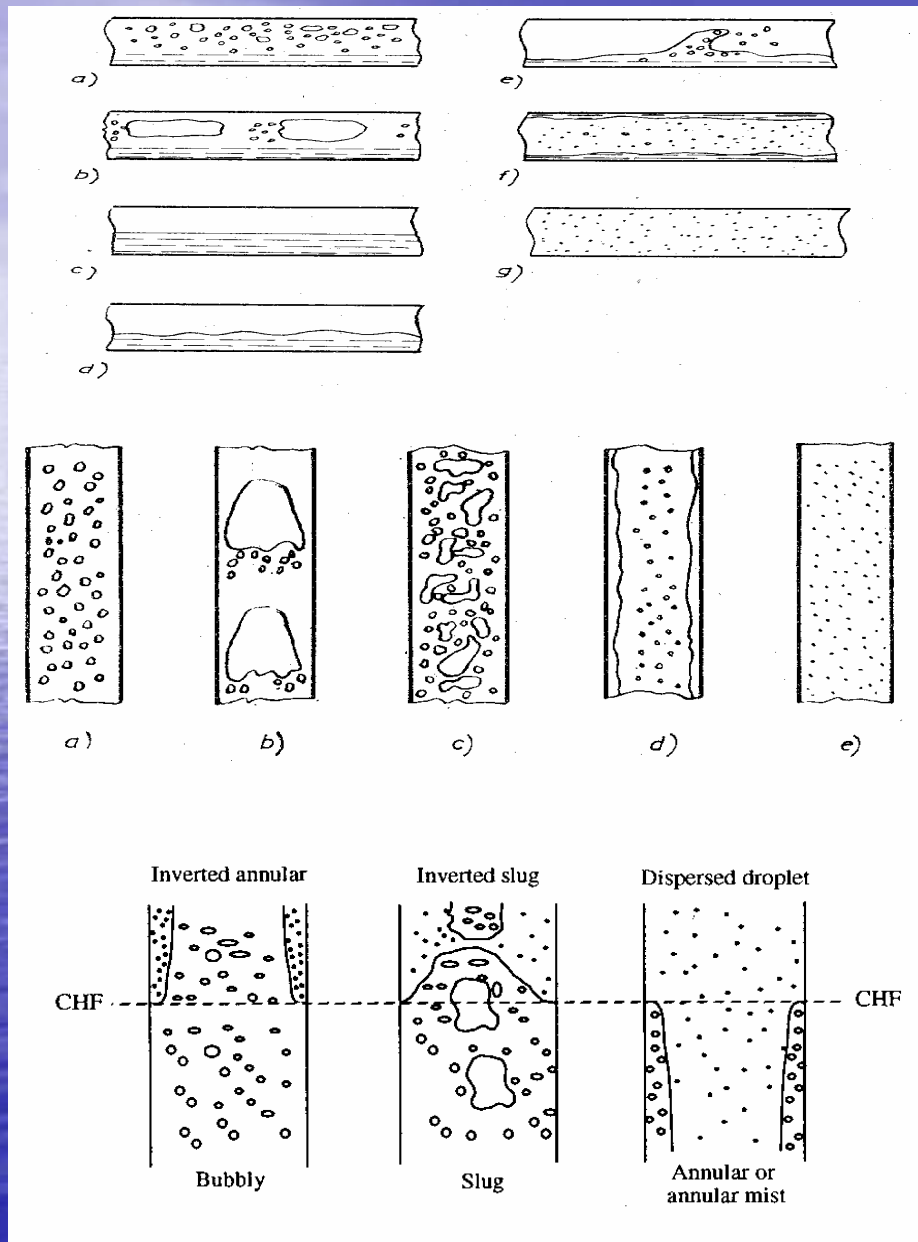 a)
e)
b)
f)
c)
g)
d)
a)
b)
c)
d)
e)
Inverted annular
Inverted slug
Dispersed droplet
CHF
CHF
Bubbly
Slug
Annular or
annular mist